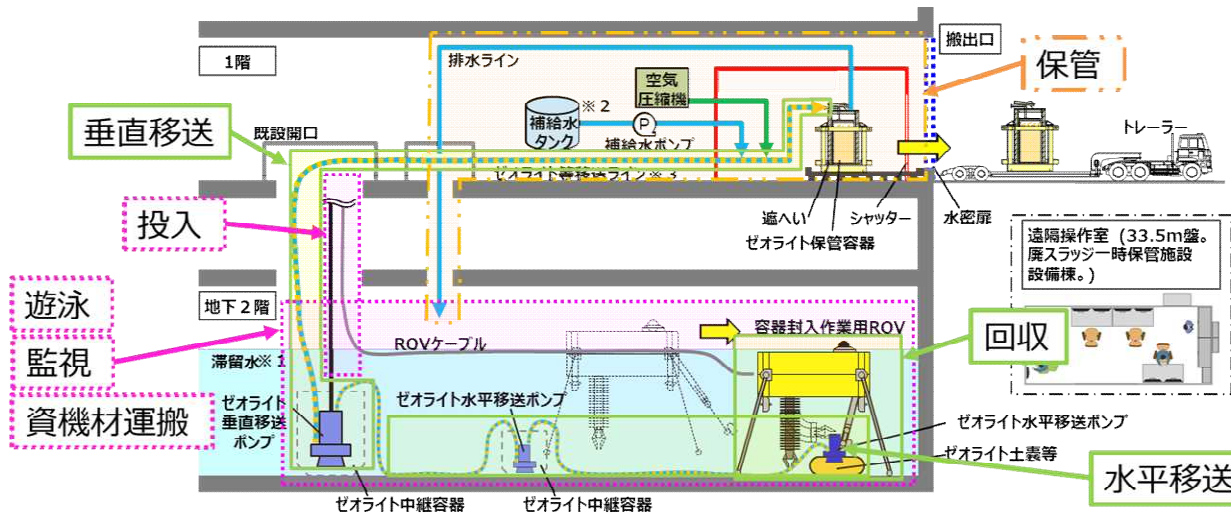 搬出口
1階
排水ライン
保管
空気
圧縮機
※２
垂直移送
補給水
タンク
P
補給水ポンプ
トレーラー
既設開口
ゼオライト等移送ライン※３
投入
遮へい
シャッター
水密扉
ゼオライト保管容器
遠隔操作室（33.5m盤。
廃スラッジ一時保管施設
設備棟。）
遊泳
監視
資機材運搬
地下２階
容器封入作業用ROV
回収
ROVケーブル
滞留水※１
ゼオライト
垂直移送
ポンプ
ゼオライト水平移送ポンプ
ゼオライト水平移送ポンプ
ゼオライト土嚢等
水平移送
ゼオライト中継容器
ゼオライト中継容器